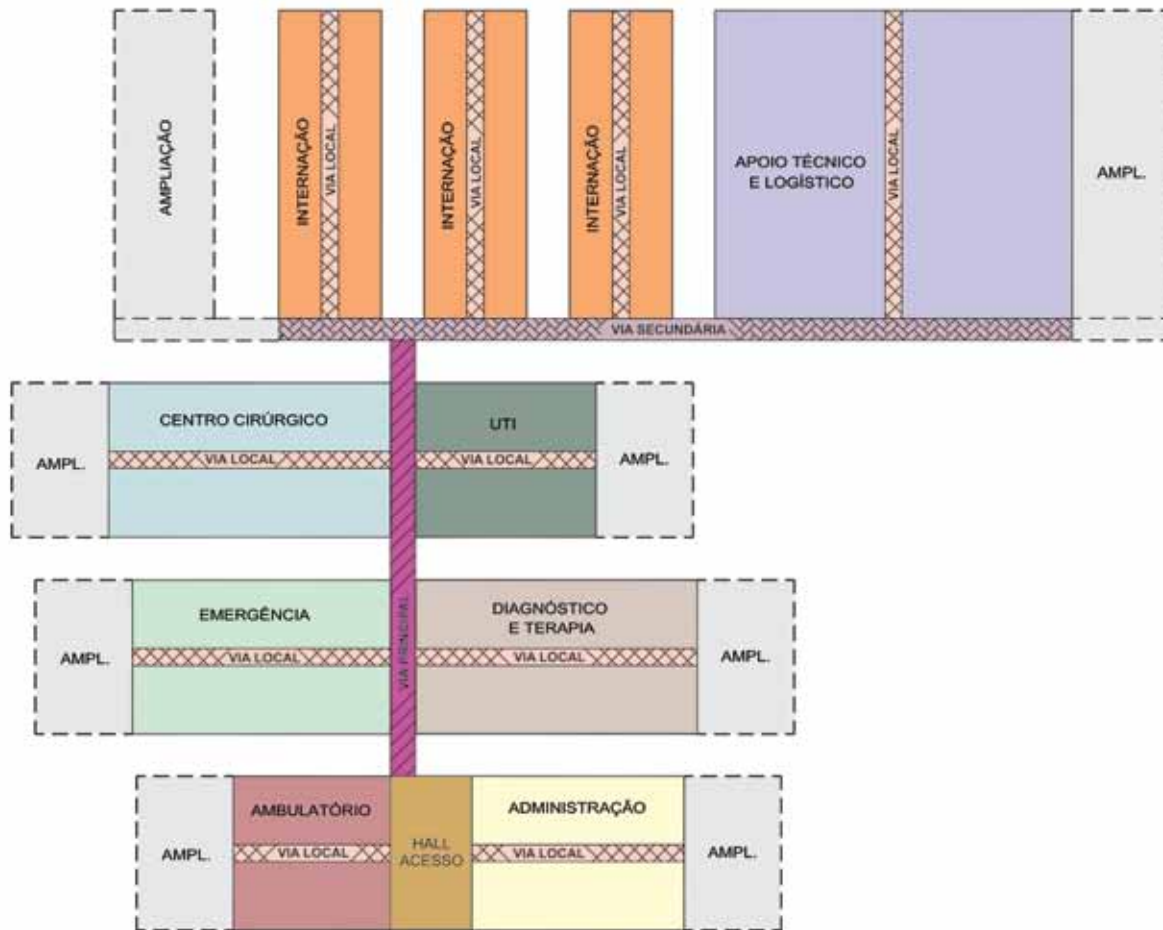 AMPLIAÇÃO
INTERNAÇÃO
VIA LOCAL
INTERNAÇÃO
VIA LOCAL
INTERNAÇÃO
VIA LOCAL
APOIO TÉCNICO
E LOGÍSTICO
VIA LOCAL
AMPL.
VIA SECUNDÁRIA
AMPL.
CENTRO CIRÚRGICO
VIA LOCAL
UTI
VIA LOCAL
AMPL.
VIA PRINCIPAL
AMPL.
EMERGÊNCIA
VIA LOCAL
DIAGNÓSTICO
E TERAPIA
VIA LOCAL
AMPL.
AMPL.
AMBULATÓRIO
VIA LOCAL
HALL
ACESSO
ADMINISTRAÇÃO
VIA LOCAL
AMPL.